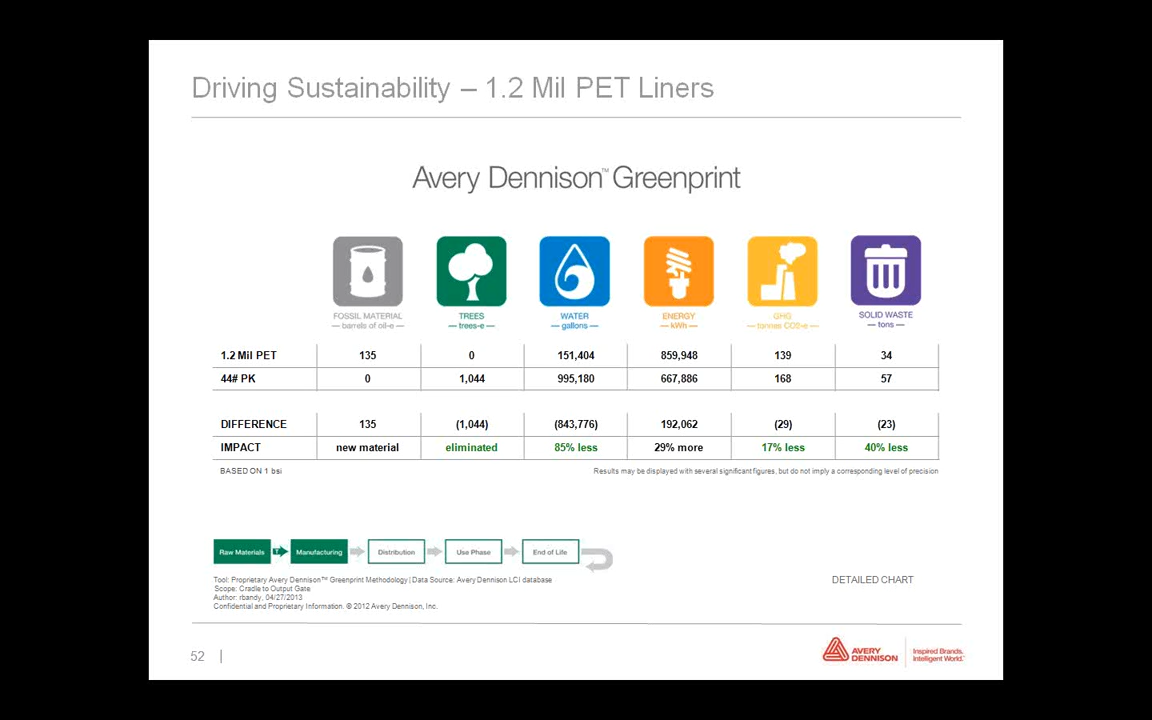 Driving Sustainability – 1.2 Mil PET Liners
Avery Dennison™ Greenprint
FOSSIL MATERIAL TREES WATER ENERGY GHG SOLID WASTE
— barrels of oil-e — — trees-e — — gallons — — kWh — — tonnes CO2-e — — tons —
1.2 Mil PET 135 0 151,404 859,948 139 34
44# PK 0 1,044 995,180 667,886 168 57
DIFFERENCE 135 (1,044) (843,776) 192,062 (29) (23)
IMPACT new material eliminated 85% less 29% more 17% less 40% less
BASED ON 1 bsi Results may be displayed with several significant figures, but do not imply a corresponding level of precision
Raw Materials T Manufacturing Distribution Use Phase End of Life
Tool: Proprietary Avery Dennison™ Greenprint Methodology | Data Source: Avery Dennison LCI database
Scope: Cradle to Output Gate
Author: rbandy, 04/27/2013
Confidential and Proprietary Information. © 2012 Avery Dennison, Inc.
DETAILED CHART
52 |
AVERY DENNISON
Inspired Brands.
Intelligent World.™